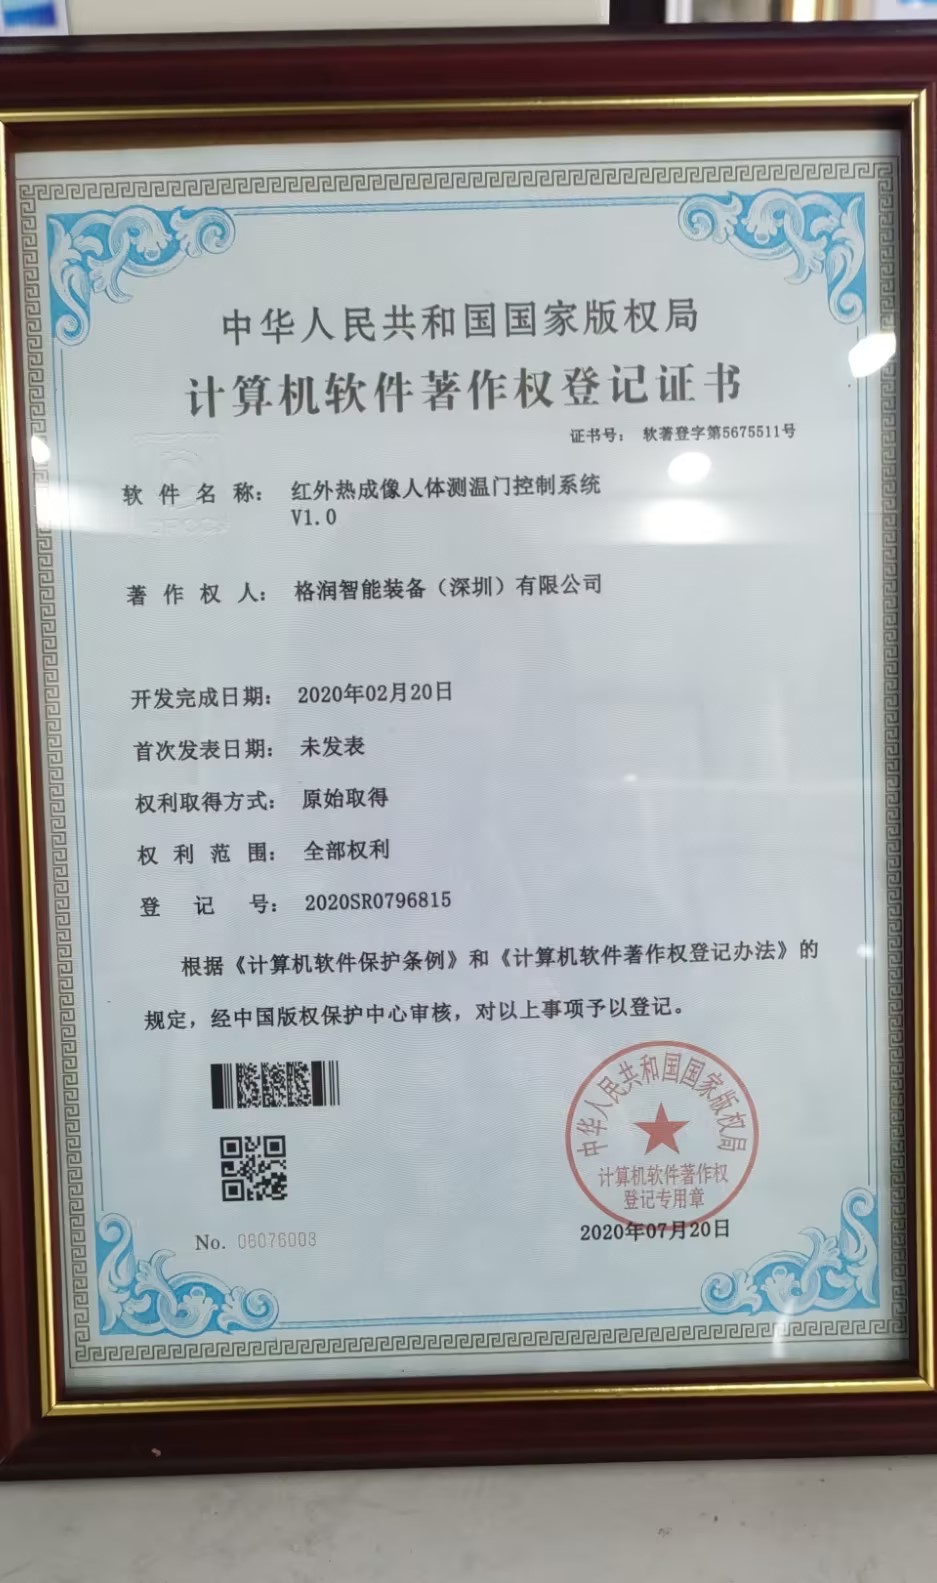 中华人民共和国国家版权局
计算机软件著作权登记证书
证书号： 软著登字第5675511号
软件名称： 红外热成像人体测温门控制系统
V1.0
著作权人： 格润智能装备（深圳）有限公司
开发完成日期： 2020年02月20日
首次发表日期： 未发表
权利取得方式： 原始取得
权利范围： 全部权利
登记号： 2020SR0796815
根据《计算机软件保护条例》和《计算机软件著作权登记办法》的
规定，经中国版权保护中心审核，对以上事项予以登记。
中华人民共和国国家版权局
计算机软件著作权
登记专用章
No. 06076003
2020年07月20日